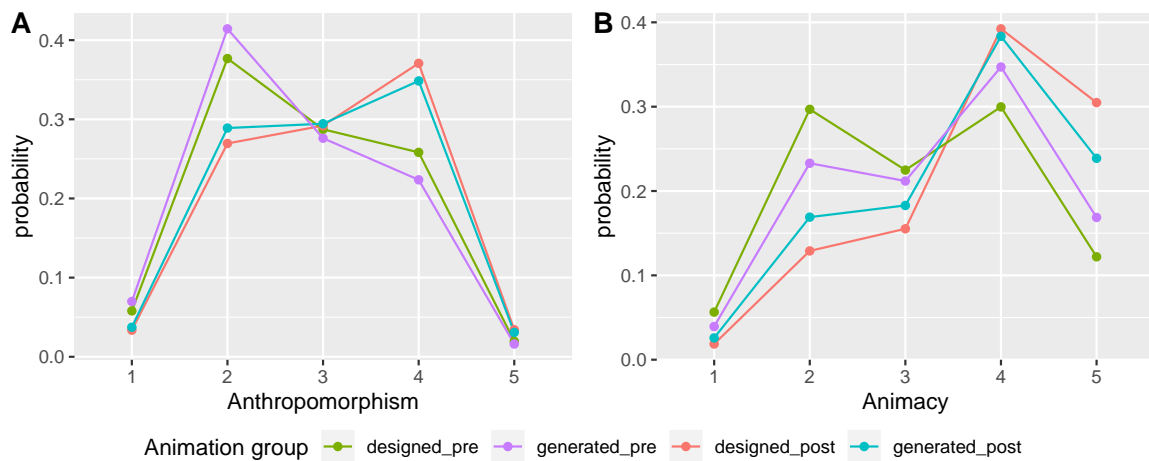 A
B
0.4
0.3
0.2
0.1
0.0
probability
1 2 3 4 5
Anthropomorphism
0.4
0.3
0.2
0.1
0.0
probability
1 2 3 4 5
Animacy
Animation group designed_pre generated_pre designed_post generated_post